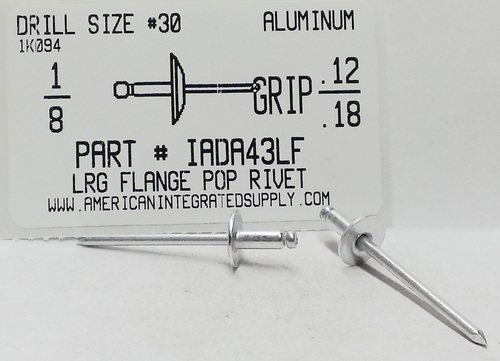 DRILL SIZE #30 ALUMINUM
1K094
1/8 GRIP .12/.18
PART # IADA43LF
LRG FLANGE POP RIVET
WWW.AMERICANINTEGRATEDSUPPLY.COM